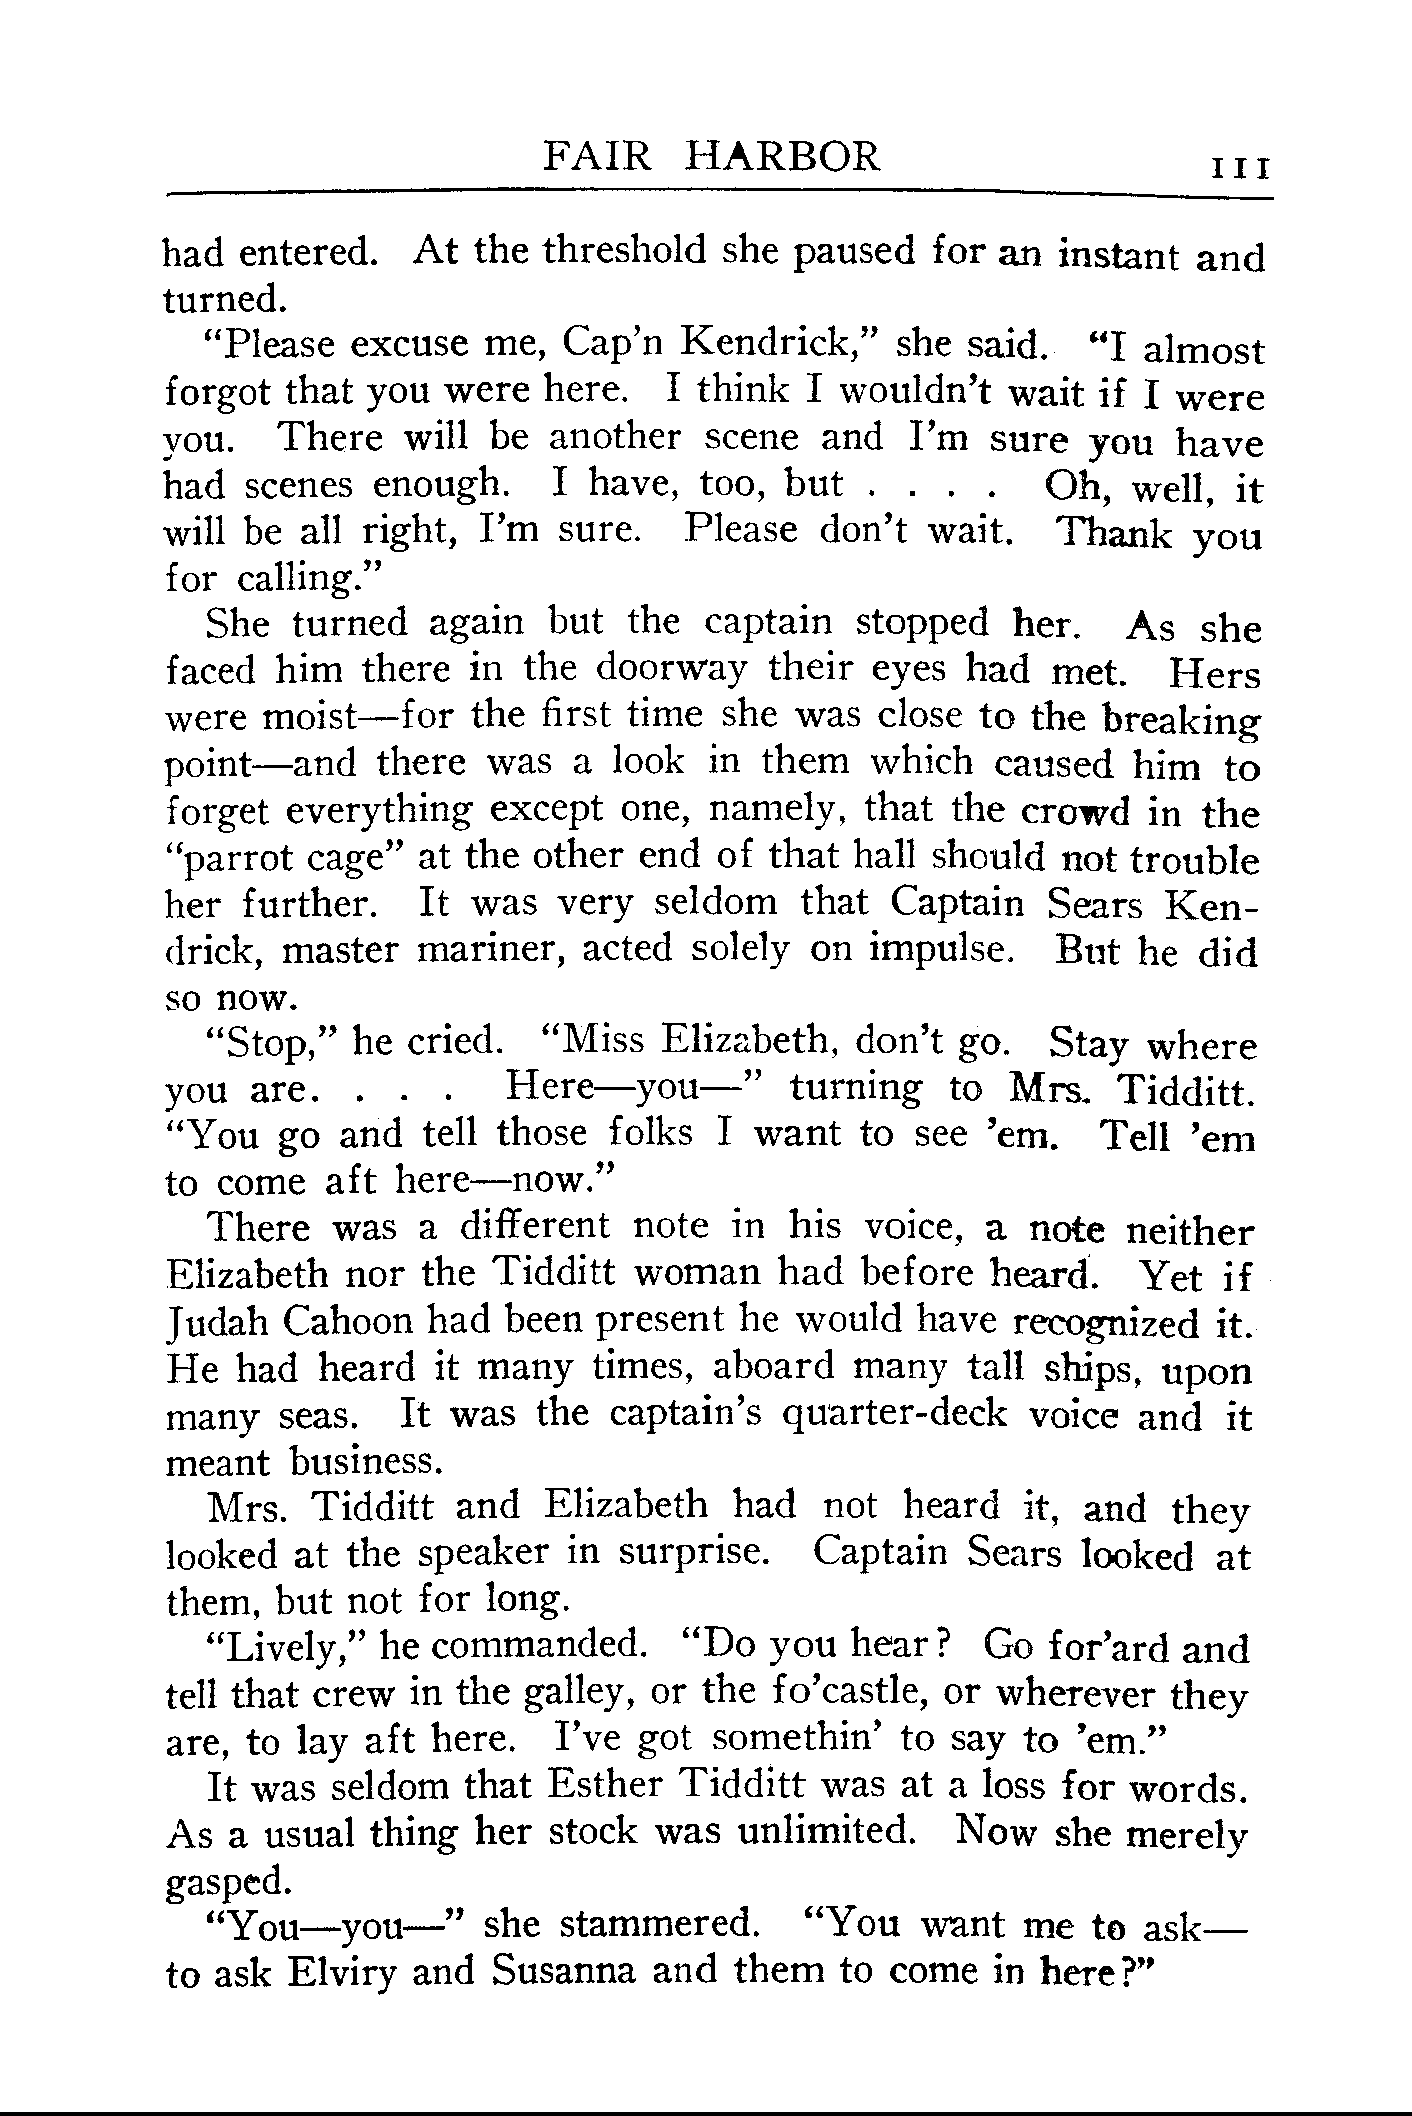 FAIR HARBOR 111
had entered. At the threshold she paused for an instant and
turned.
“Please excuse me, Cap’n Kendrick,” she said. “I almost
forgot that you were here. I think I wouldn’t wait if I were
you. There will be another scene and I’m sure you have
had scenes enough. I have, too, but . . . . Oh, well, it
will be all right, I’m sure. Please don’t wait. Thank you
for calling.”
She turned again but the captain stopped her. As she
faced him there in the doorway their eyes had met. Hers
were moist—for the first time she was close to the breaking
point—and there was a look in them which caused him to
forget everything except one, namely, that the crowd in the
“parrot cage” at the other end of that hall should not trouble
her further. It was very seldom that Captain Sears Ken-
drick, master mariner, acted solely on impulse. But he did
so now.
“Stop,” he cried. “Miss Elizabeth, don’t go. Stay where
you are. . . . Here—you—” turning to Mrs. Tidditt.
“You go and tell those folks I want to see ’em. Tell ’em
to come aft here—now.”
There was a different note in his voice, a note neither
Elizabeth nor the Tidditt woman had before heard. Yet if
Judah Cahoon had been present he would have recognized it.
He had heard it many times, aboard many tall ships, upon
many seas. It was the captain’s quarter-deck voice and it
meant business.
Mrs. Tidditt and Elizabeth had not heard it, and they
looked at the speaker in surprise. Captain Sears looked at
them, but not for long.
“Lively,” he commanded. “Do you hear? Go for’ard and
tell that crew in the galley, or the fo’castle, or wherever they
are, to lay aft here. I’ve got somethin’ to say to ’em.”
It was seldom that Esther Tidditt was at a loss for words.
As a usual thing her stock was unlimited. Now she merely
gasped.
“You—you—” she stammered. “You want me to ask—
to ask Elviry and Susanna and them to come in here?”